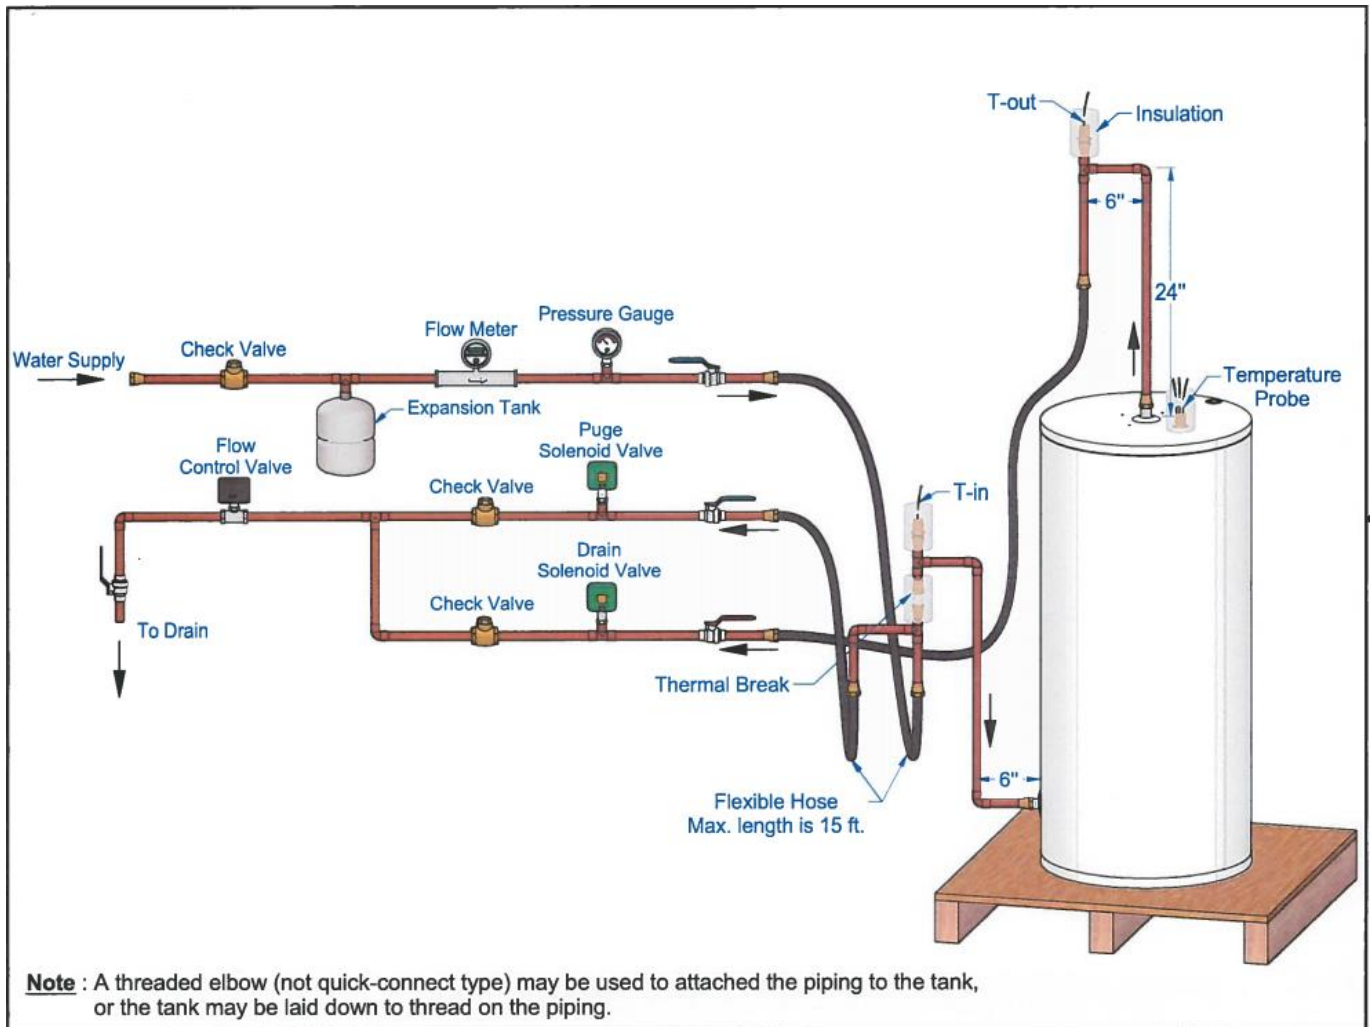 T-out
Insulation
6"
24"
Pressure Gauge
Flow Meter
Check Valve
Water Supply
Temperature
Probe
Expansion Tank
Puge
Solenoid Valve
Flow
Control Valve
Check Valve
T-in
Drain
Solenoid Valve
Check Valve
To Drain
Thermal Break
6"
Flexible Hose
Max. length is 15 ft.
Note : A threaded elbow (not quick-connect type) may be used to attached the piping to the tank,
or the tank may be laid down to thread on the piping.